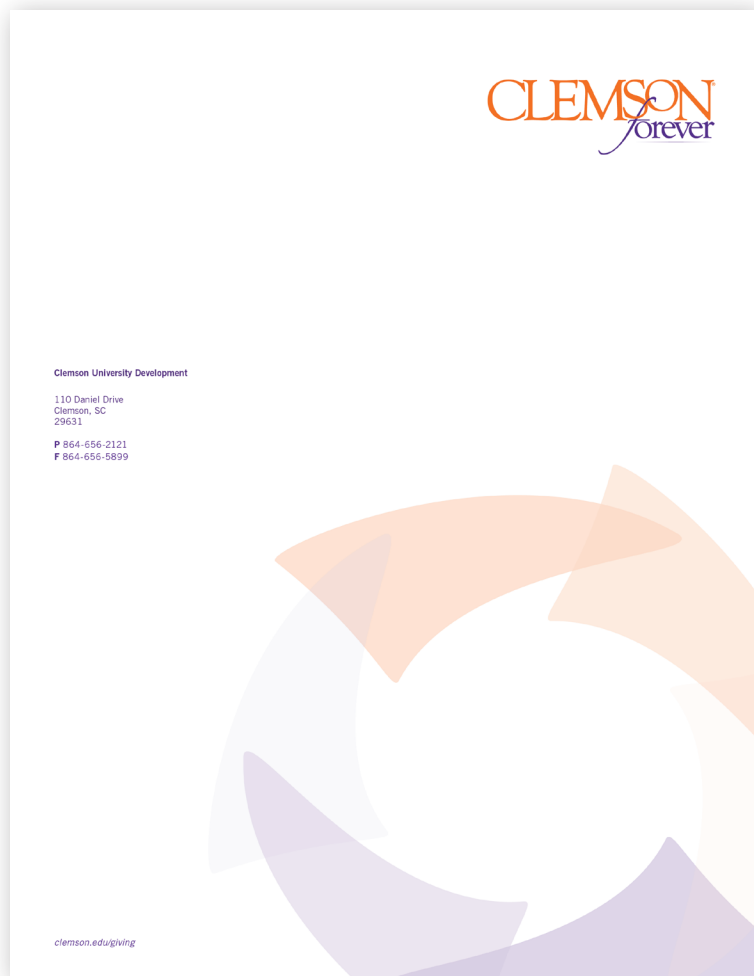 CLEMSON
forever
Clemson University Development
110 Daniel Drive
Clemson, SC
29631
P 864-656-2121
F 864-656-5899
clemson.edu/giving